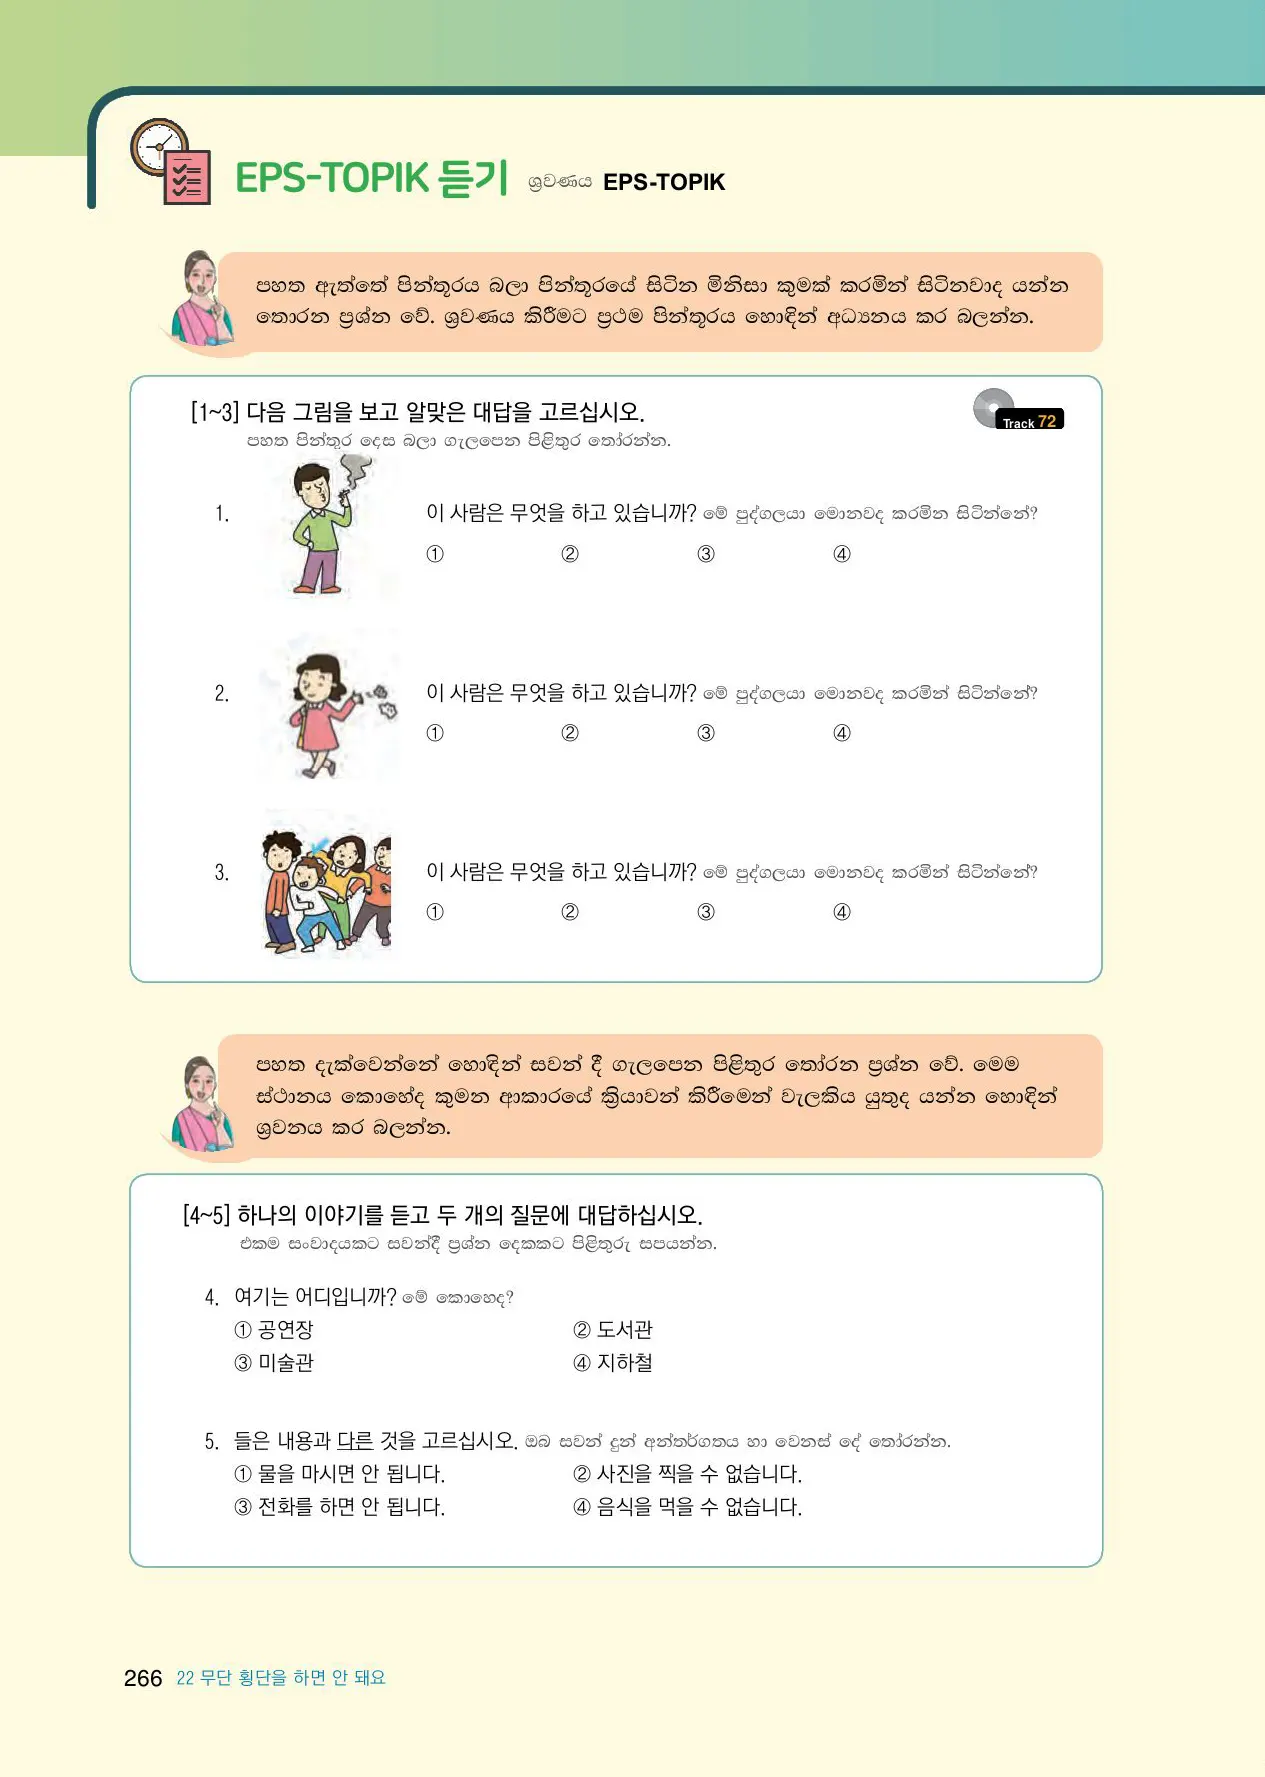 EPS-TOPIK 듣기 ශ්‍රවණය EPS-TOPIK
පහත ඇත්තේ පින්තූරය බලා පින්තූරයේ සිටින මිනිසා කුමක් කරමින් සිටිනවාද යන්න
තොරන ප්‍රශ්න වේ. ශ්‍රවණය කිරීමට ප්‍රථම පින්තූරය හොඳින් අධ්‍යනය කර බලන්න.
[1~3] 다음 그림을 보고 알맞은 대답을 고르십시오.
Track 72
පහත පින්තූර දෙස බලා ගැලපෙන පිළිතුර තෝරන්න.
1. 이 사람은 무엇을 하고 있습니까? මේ පුද්ගලයා මොනවද කරමින සිටින්නේ?
① ② ③ ④
2. 이 사람은 무엇을 하고 있습니까? මේ පුද්ගලයා මොනවද කරමින් සිටින්නේ?
① ② ③ ④
3. 이 사람은 무엇을 하고 있습니까? මේ පුද්ගලයා මොනවද කරමින් සිටින්නේ?
① ② ③ ④
පහත දැක්වෙන්නේ හොඳින් සවන් දී ගැලපෙන පිළිතුර තෝරන ප්‍රශ්න වේ. මෙම
ස්ථානය කොහේද කුමන ආකාරයේ ක්‍රියාවන් කිරීමෙන් වැලකිය යුතුද යන්න හොඳින්
ශ්‍රවනය කර බලන්න.
[4~5] 하나의 이야기를 듣고 두 개의 질문에 대답하십시오.
එකම සංවාදයකට සවන්දී ප්‍රශ්න දෙකකට පිළිතුරු සපයන්න.
4. 여기는 어디입니까? මේ කොහෙද?
① 공연장 ② 도서관
③ 미술관 ④ 지하철
5. 들은 내용과 다른 것을 고르십시오. ඔබ සවන් දුන් අන්තර්ගතය හා වෙනස් දේ තෝරන්න.
① 물을 마시면 안 됩니다. ② 사진을 찍을 수 없습니다.
③ 전화를 하면 안 됩니다. ④ 음식을 먹을 수 없습니다.
266 22 무단 횡단을 하면 안 돼요